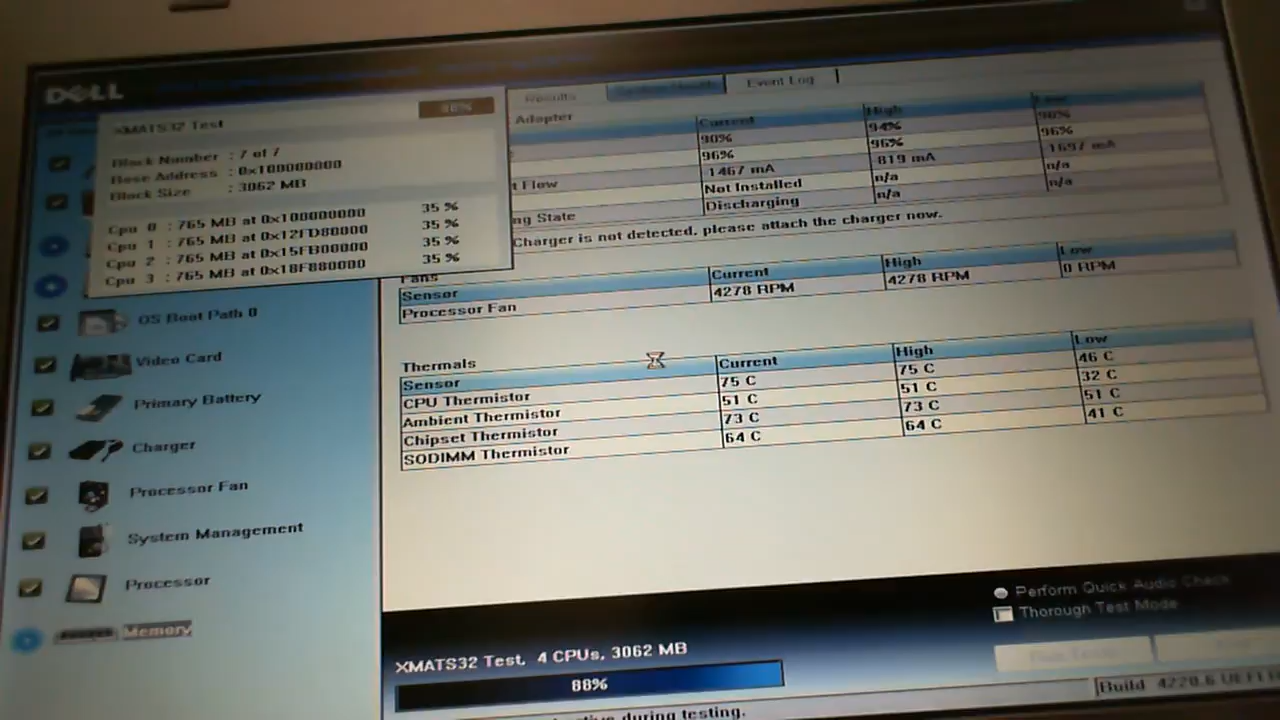 DELL
XMATS32 Test
88%
Block Number : 7 of 7
Base Address : 0x100000000
Block Size : 3062 MB
Cpu 0 : 765 MB at 0x100000000 35 %
Cpu 1 : 765 MB at 0x12FD80000 35 %
Cpu 2 : 765 MB at 0x15FB00000 35 %
Cpu 3 : 765 MB at 0x18F880000 35 %
Results
Event Log
Adapter
Current High Low
90% 94% 90%
96% 96% 96%
t Flow 1467 mA 819 mA 1697 mA
Not Installed n/a n/a
ng State Discharging n/a n/a
Charger is not detected, please attach the charger now.
Fans
Sensor Current High Low
Processor Fan 4278 RPM 4278 RPM 0 RPM
Thermals
Sensor Current High Low
CPU Thermistor 75 C 75 C 46 C
Ambient Thermistor 51 C 51 C 32 C
Chipset Thermistor 73 C 73 C 51 C
SODIMM Thermistor 64 C 64 C 41 C
OS Boot Path 0
Video Card
Primary Battery
Charger
Processor Fan
System Management
Processor
Memory
Perform Quick Audio Check
Thorough Test Mode
XMATS32 Test, 4 CPUs, 3062 MB
88%
Build 4220.6 UEFI
during testing.